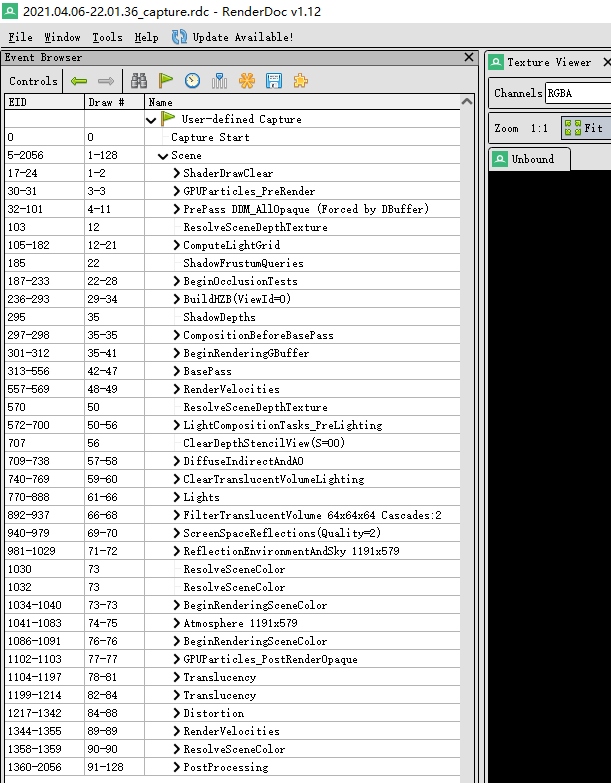 2021.04.06-22.01.36_capture.rdc - RenderDoc v1.12
File Window Tools Help Update Available!
Event Browser
Texture Viewer
Controls
Channels RGBA
Zoom 1:1 Fit
Unbound
EID Draw # Name
User-defined Capture
0 0 Capture Start
5-2056 1-128 Scene
17-24 1-2 ShaderDrawClear
30-31 3-3 GPUParticles_PreRender
32-101 4-11 PrePass DDM_AllOpaque (Forced by DBuffer)
103 12 ResolveSceneDepthTexture
105-182 12-21 ComputeLightGrid
185 22 ShadowFrustumQueries
187-233 22-28 BeginOcclusionTests
236-293 29-34 BuildHZB(ViewId=0)
295 35 ShadowDepths
297-298 35-35 CompositionBeforeBasePass
301-312 35-41 BeginRenderingGBuffer
313-556 42-47 BasePass
557-569 48-49 RenderVelocities
570 50 ResolveSceneDepthTexture
572-700 50-56 LightCompositionTasks_PreLighting
707 56 ClearDepthStencilView(S=00)
709-738 57-58 DiffuseIndirectAndAO
740-769 59-60 ClearTranslucentVolumeLighting
770-888 61-66 Lights
892-937 66-68 FilterTranslucentVolume 64x64x64 Cascades:2
940-979 69-70 ScreenSpaceReflections(Quality=2)
981-1029 71-72 ReflectionEnvironmentAndSky 1191x579
1030 73 ResolveSceneColor
1032 73 ResolveSceneColor
1034-1040 73-73 BeginRenderingSceneColor
1041-1083 74-75 Atmosphere 1191x579
1086-1091 76-76 BeginRenderingSceneColor
1102-1103 77-77 GPUParticles_PostRenderOpaque
1104-1197 78-81 Translucency
1199-1214 82-84 Translucency
1217-1342 84-88 Distortion
1344-1355 89-89 RenderVelocities
1358-1359 90-90 ResolveSceneColor
1360-2056 91-128 PostProcessing